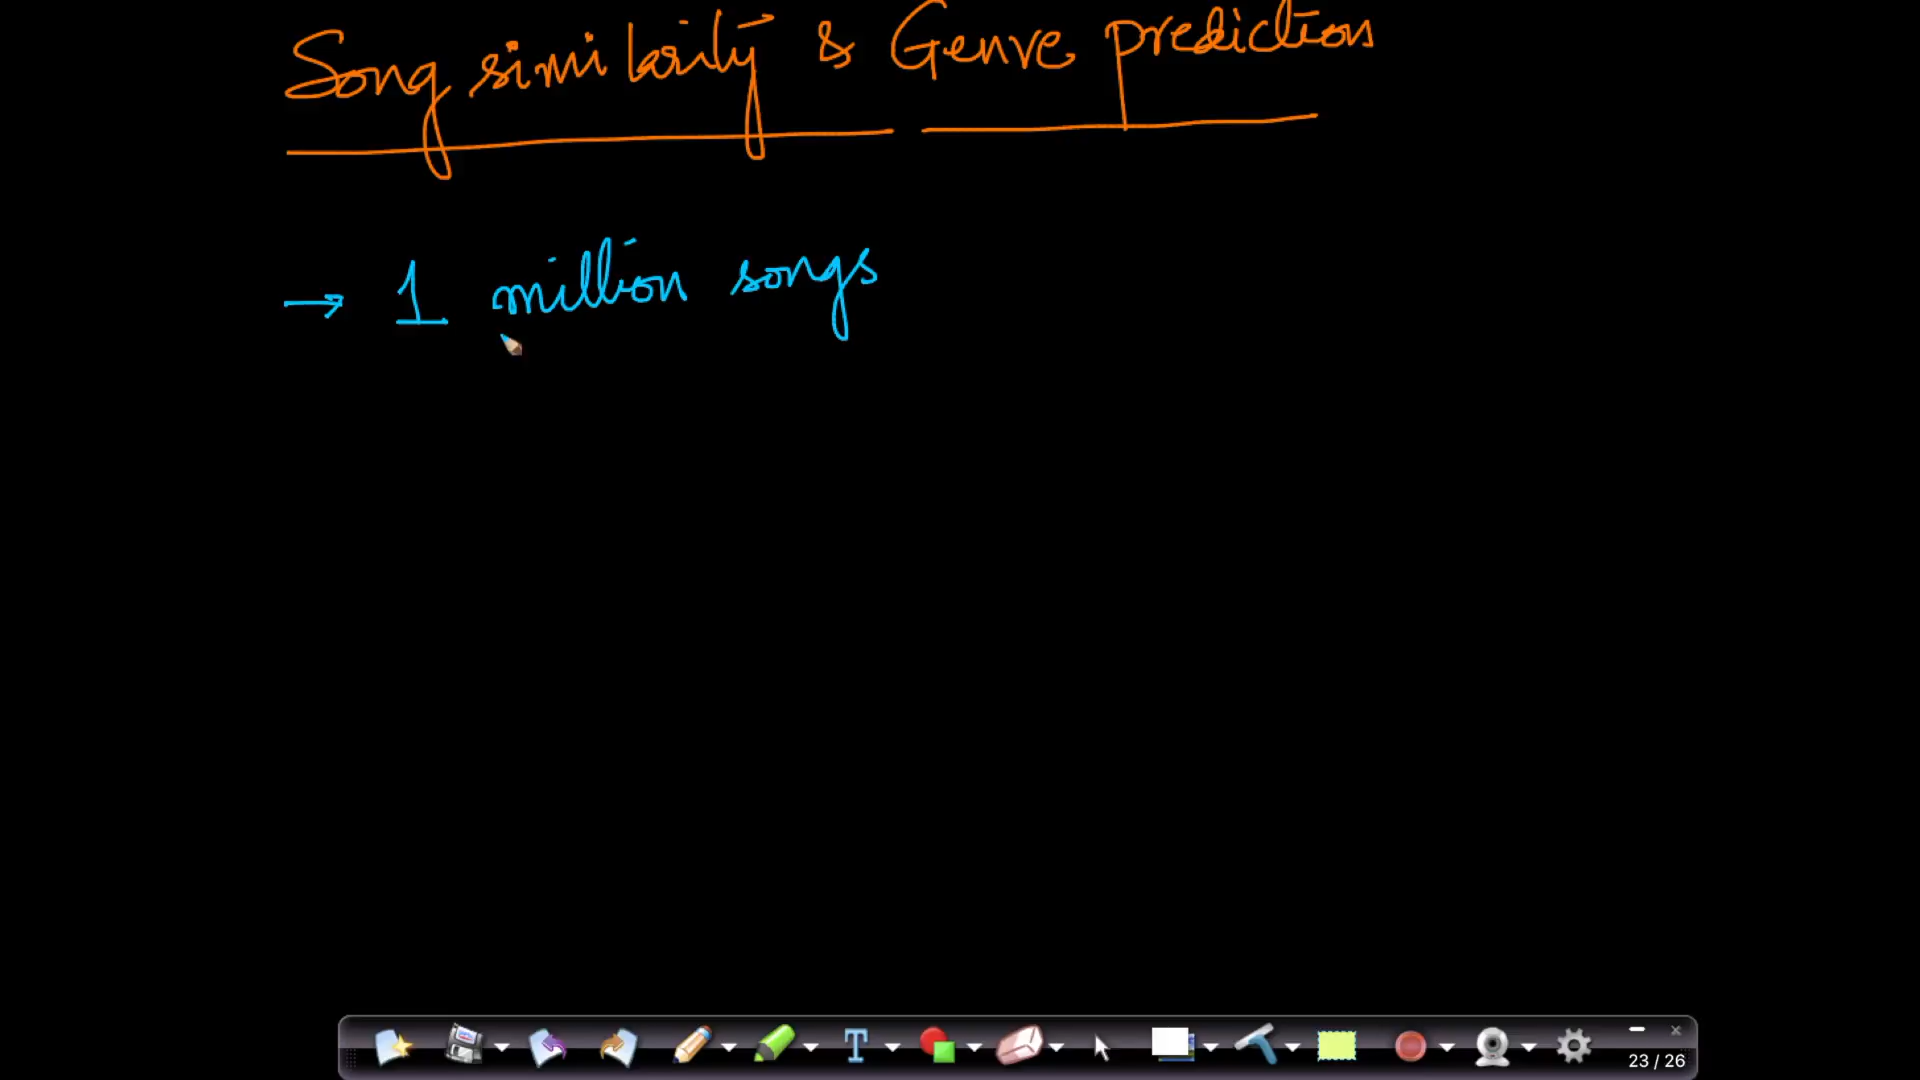 Song similarity & Genre prediction
→ 1 million songs
T
23 / 26